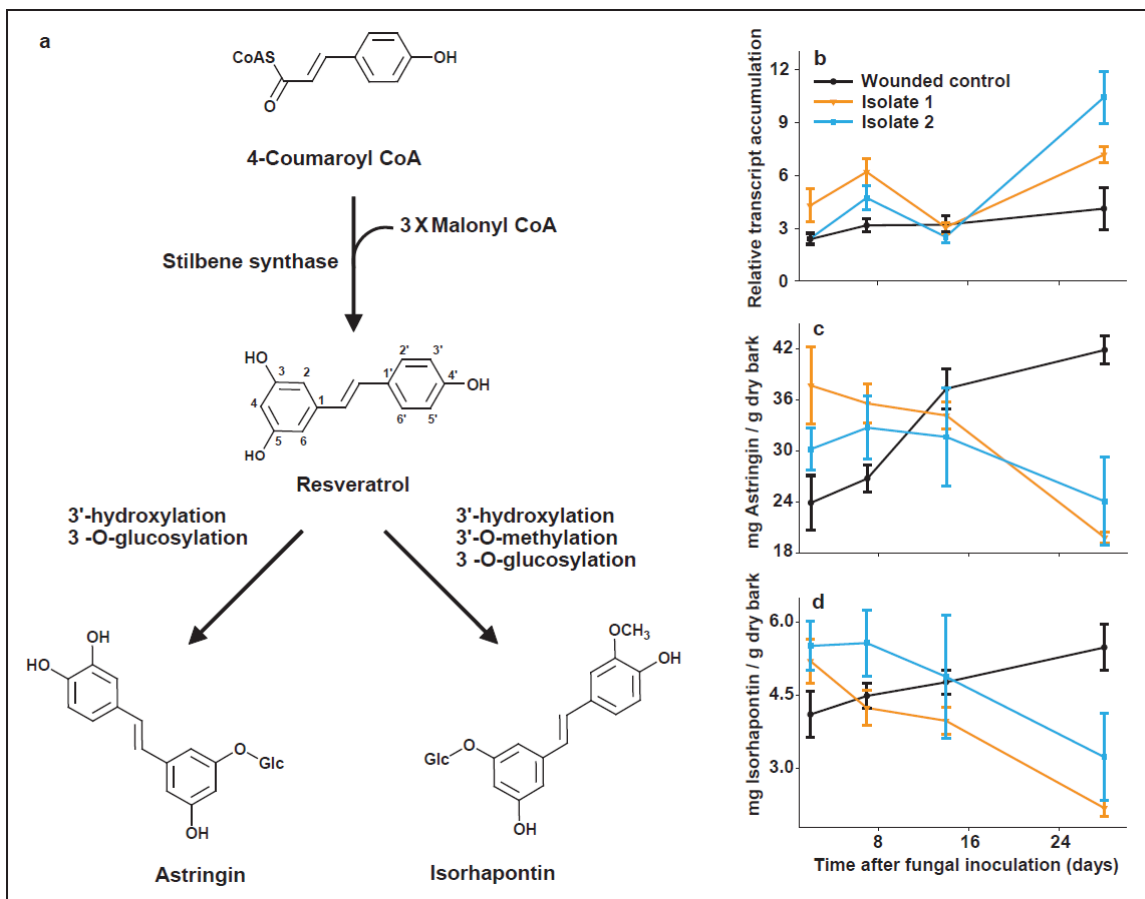 a
CoAS
O
OH
4-Coumaroyl CoA
3 X Malonyl CoA
Stilbene synthase
HO
3
2
4
1
5
6
HO
2'
3'
1'
4'
OH
6'
5'
Resveratrol
3'-hydroxylation
3 -O-glucosylation
3'-hydroxylation
3'-O-methylation
3 -O-glucosylation
OH
HO
O
Glc
OH
Astringin
OCH3
OH
Glc
O
OH
Isorhapontin
b
Wounded control
Isolate 1
Isolate 2
Relative transcript accumulation
12
9
6
3
0
8
16
24
c
mg Astringin / g dry bark
42
36
30
24
18
d
mg Isorhapontin / g dry bark
6.0
4.5
3.0
8
16
24
Time after fungal inoculation (days)